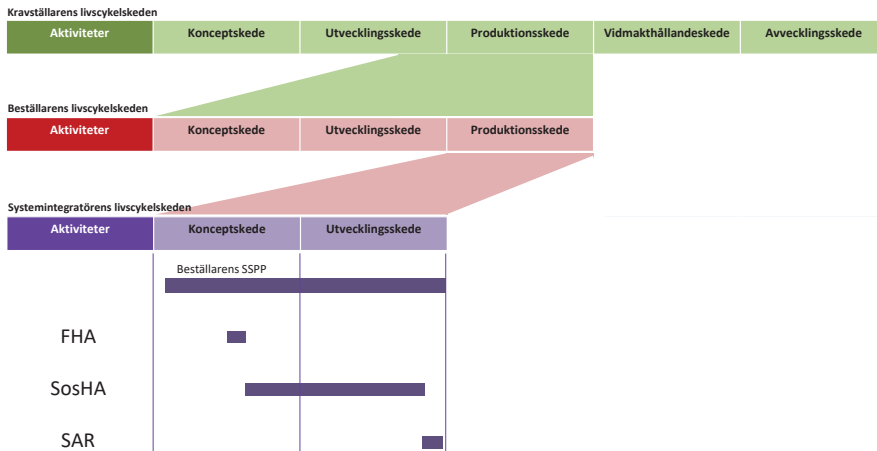 Kravställarens livscykelskeden
Aktiviteter Konceptskede Utvecklingsskede Produktionsskede Vidmakthållandeskede Avvecklingsskede
Beställarens livscykelskeden
Aktiviteter Konceptskede Utvecklingsskede Produktionsskede
Systemintegratörens livscykelskeden
Aktiviteter Konceptskede Utvecklingsskede
Beställarens SSPP
FHA
SosHA
SAR